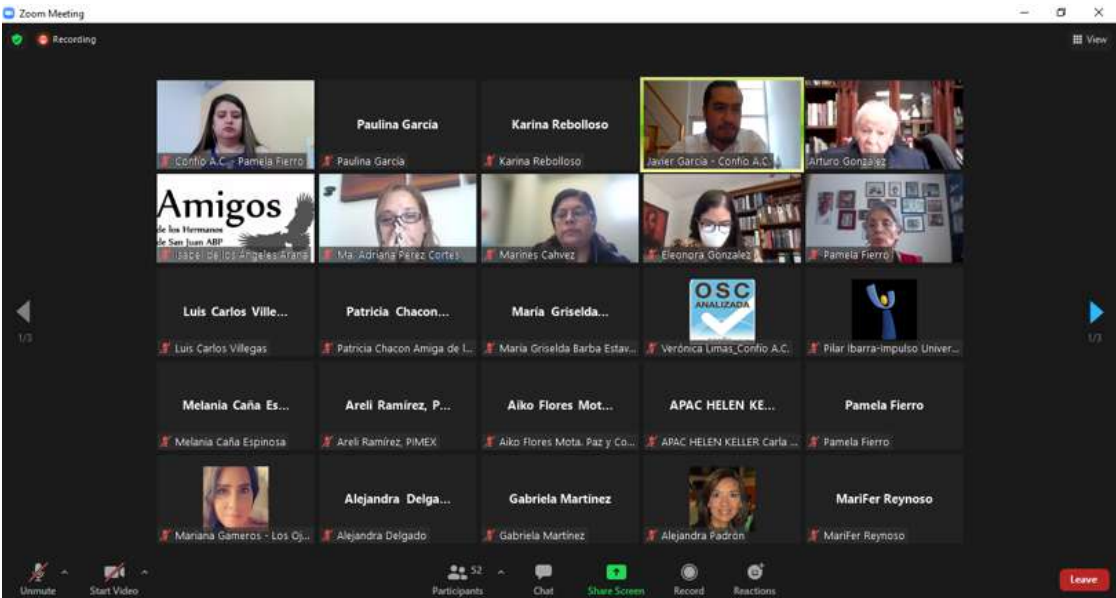 Zoom Meeting
Recording
View
Confío A.C. - Pamela Fierro
Paulina García
Paulina García
Karina Rebolloso
Karina Rebolloso
Javier García - Confío A.C.
Arturo González
Amigos
de los Hermanos
de San Juan ABP
Isabel de los Ángeles Arana
Ma. Adriana Pérez Cortés
Marines Cahvez
Eleonora González
Pamela Fierro
Luis Carlos Ville...
Luis Carlos Villegas
Patricia Chacon...
Patricia Chacon Amiga de l...
María Griselda...
María Griselda Barba Estav...
OSC
ANALIZADA
Verónica Limas_Confío A.C.
Pilar Ibarra-Impulso Univer...
Melania Caña Es...
Melania Caña Espinosa
Areli Ramírez, P...
Areli Ramírez, PIMEX
Aiko Flores Mot...
Aiko Flores Mota. Paz y Co...
APAC HELEN KE...
APAC HELEN KELLER Carla ...
Pamela Fierro
Pamela Fierro
Mariana Gameros - Los Oj...
Alejandra Delga...
Alejandra Delgado
Gabriela Martínez
Gabriela Martínez
Alejandra Padrón
MariFer Reynoso
MariFer Reynoso
1/3
1/3
Unmute
Start Video
52
Participants
Chat
Share Screen
Record
Reactions
Leave